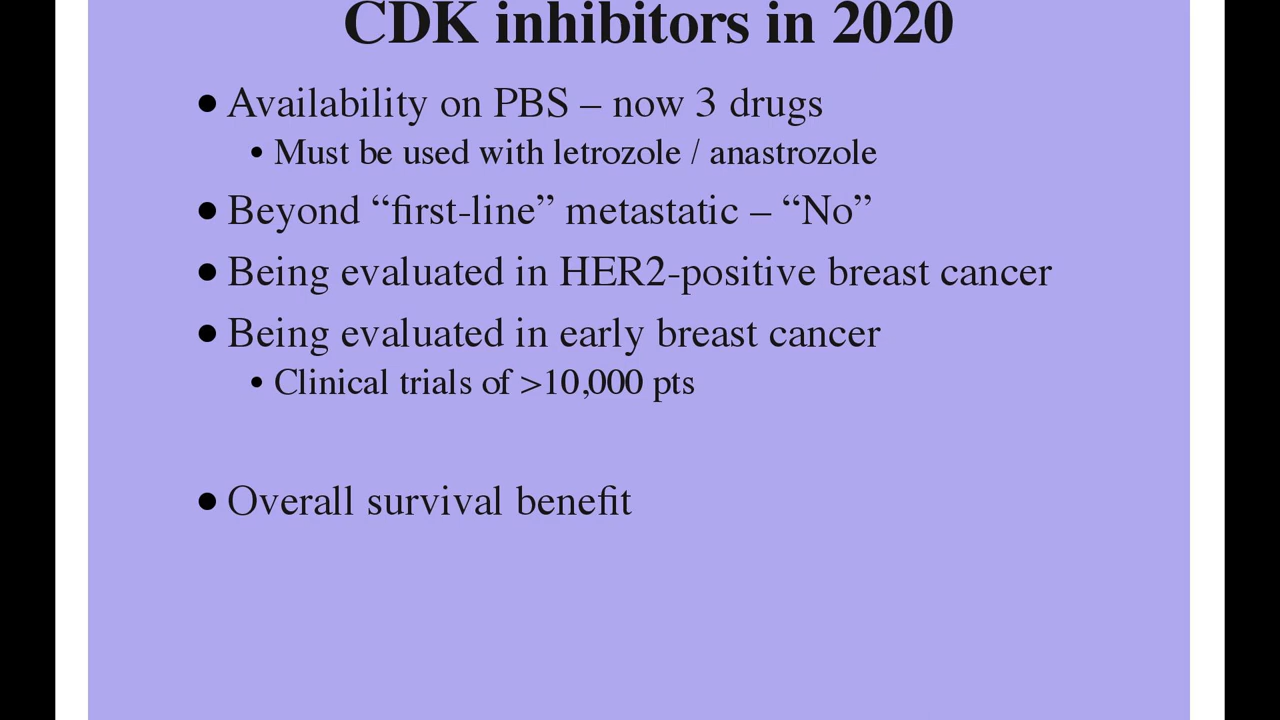 CDK inhibitors in 2020
• Availability on PBS – now 3 drugs
• Must be used with letrozole / anastrozole
• Beyond “first-line” metastatic – “No”
• Being evaluated in HER2-positive breast cancer
• Being evaluated in early breast cancer
• Clinical trials of >10,000 pts
• Overall survival benefit